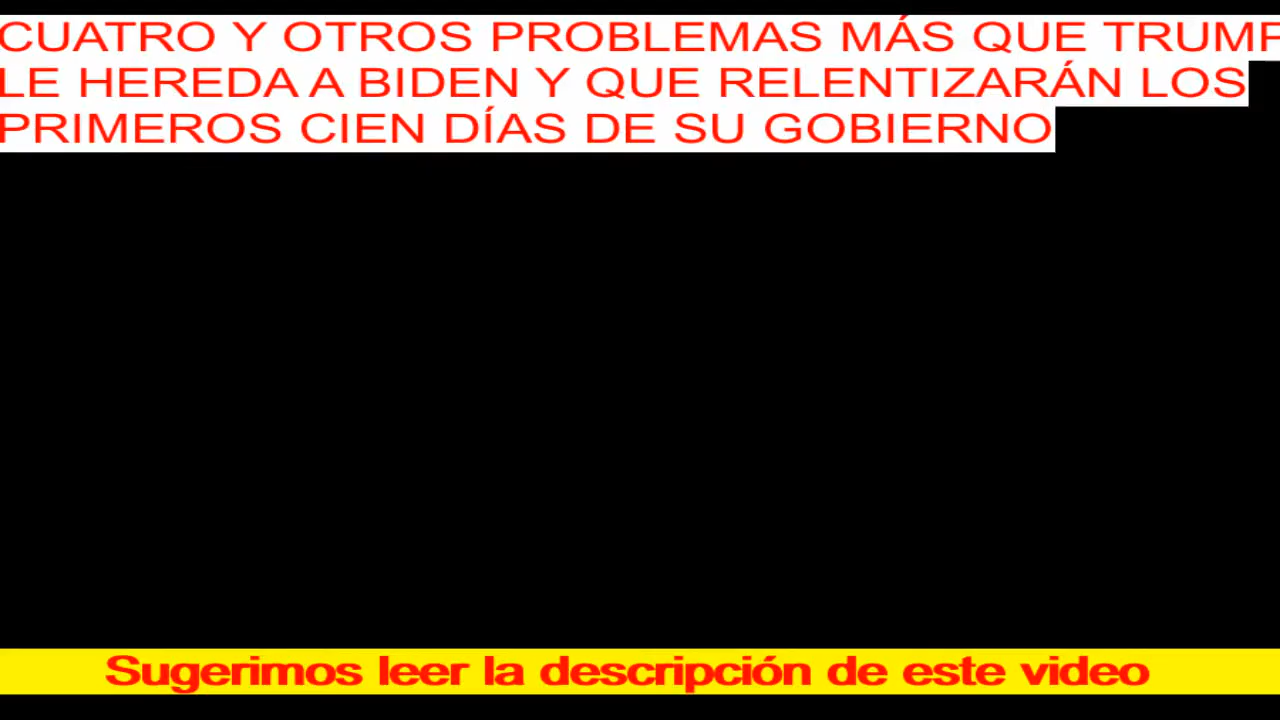 CUATRO Y OTROS PROBLEMAS MÁS QUE TRUMP
LE HEREDA A BIDEN Y QUE RELENTIZARÁN LOS
PRIMEROS CIEN DÍAS DE SU GOBIERNO
Sugerimos leer la descripción de este video